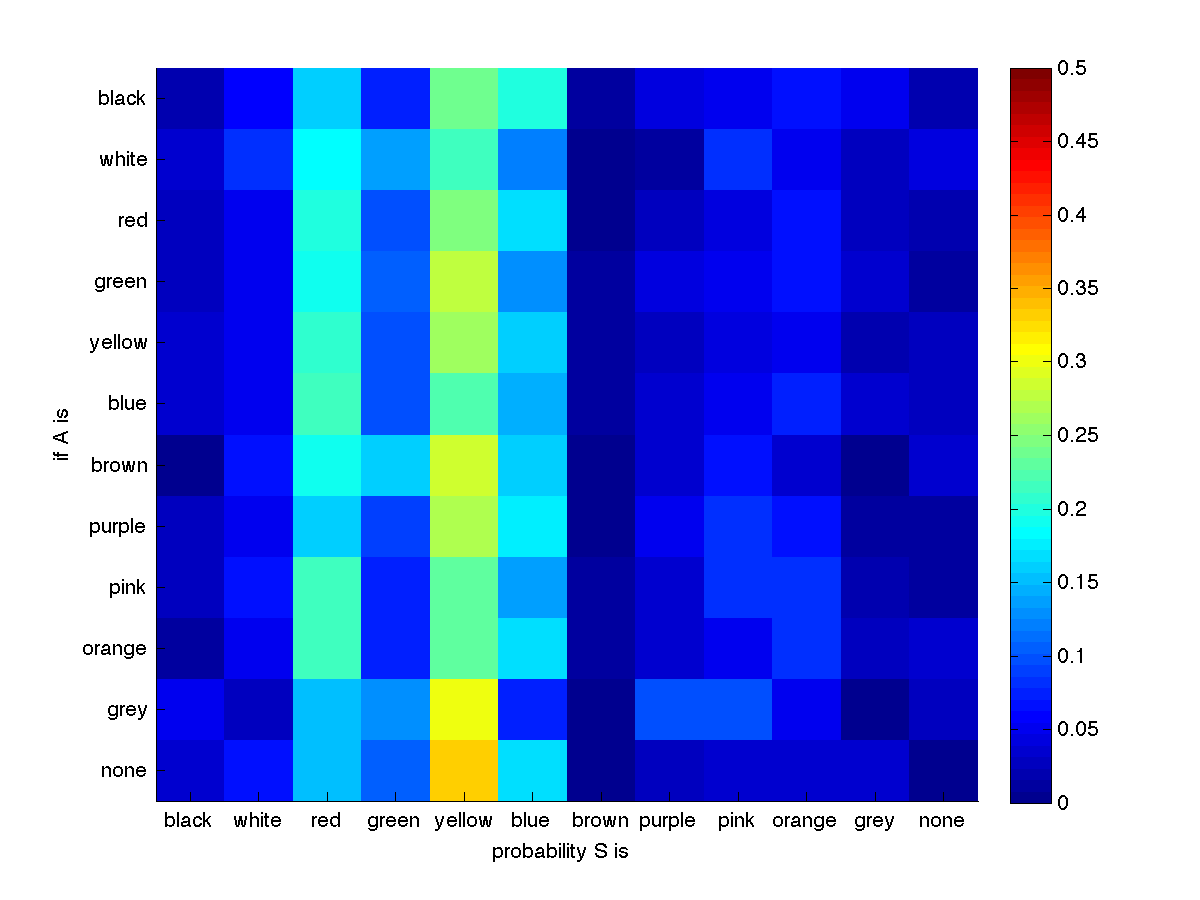 black
white
red
green
yellow
blue
brown
purple
pink
orange
grey
none
if A is
black white red green yellow blue brown purple pink orange grey none
probability S is
0.5
0.45
0.4
0.35
0.3
0.25
0.2
0.15
0.1
0.05
0